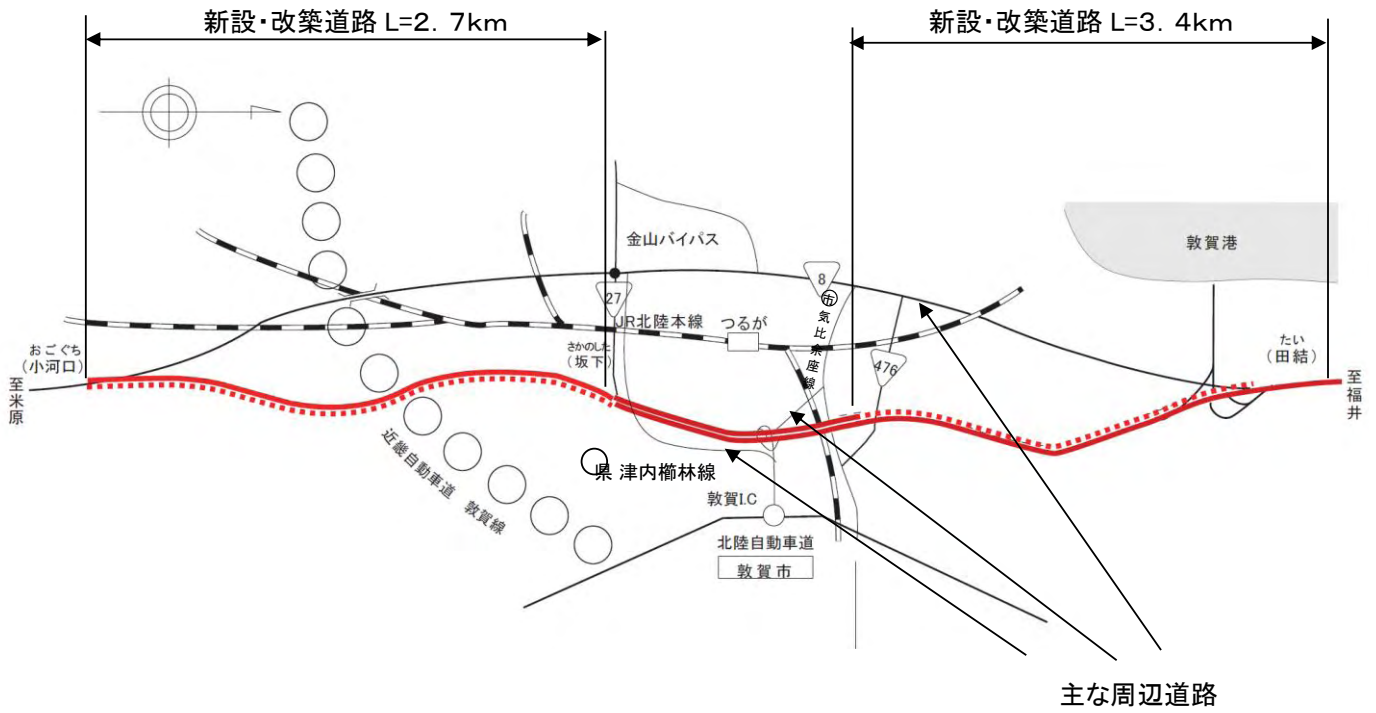 新設・改築道路 L=2.7km
新設・改築道路 L=3.4km
金山バイパス
敦賀港
8
市
気比余座線
27
JR北陸本線
つるが
476
おごぐち
(小河口)
さかのした
(坂下)
たい
(田結)
至米原
至福井
近畿自動車道 敦賀線
県 津内櫛林線
敦賀I.C
北陸自動車道
敦賀市
主な周辺道路